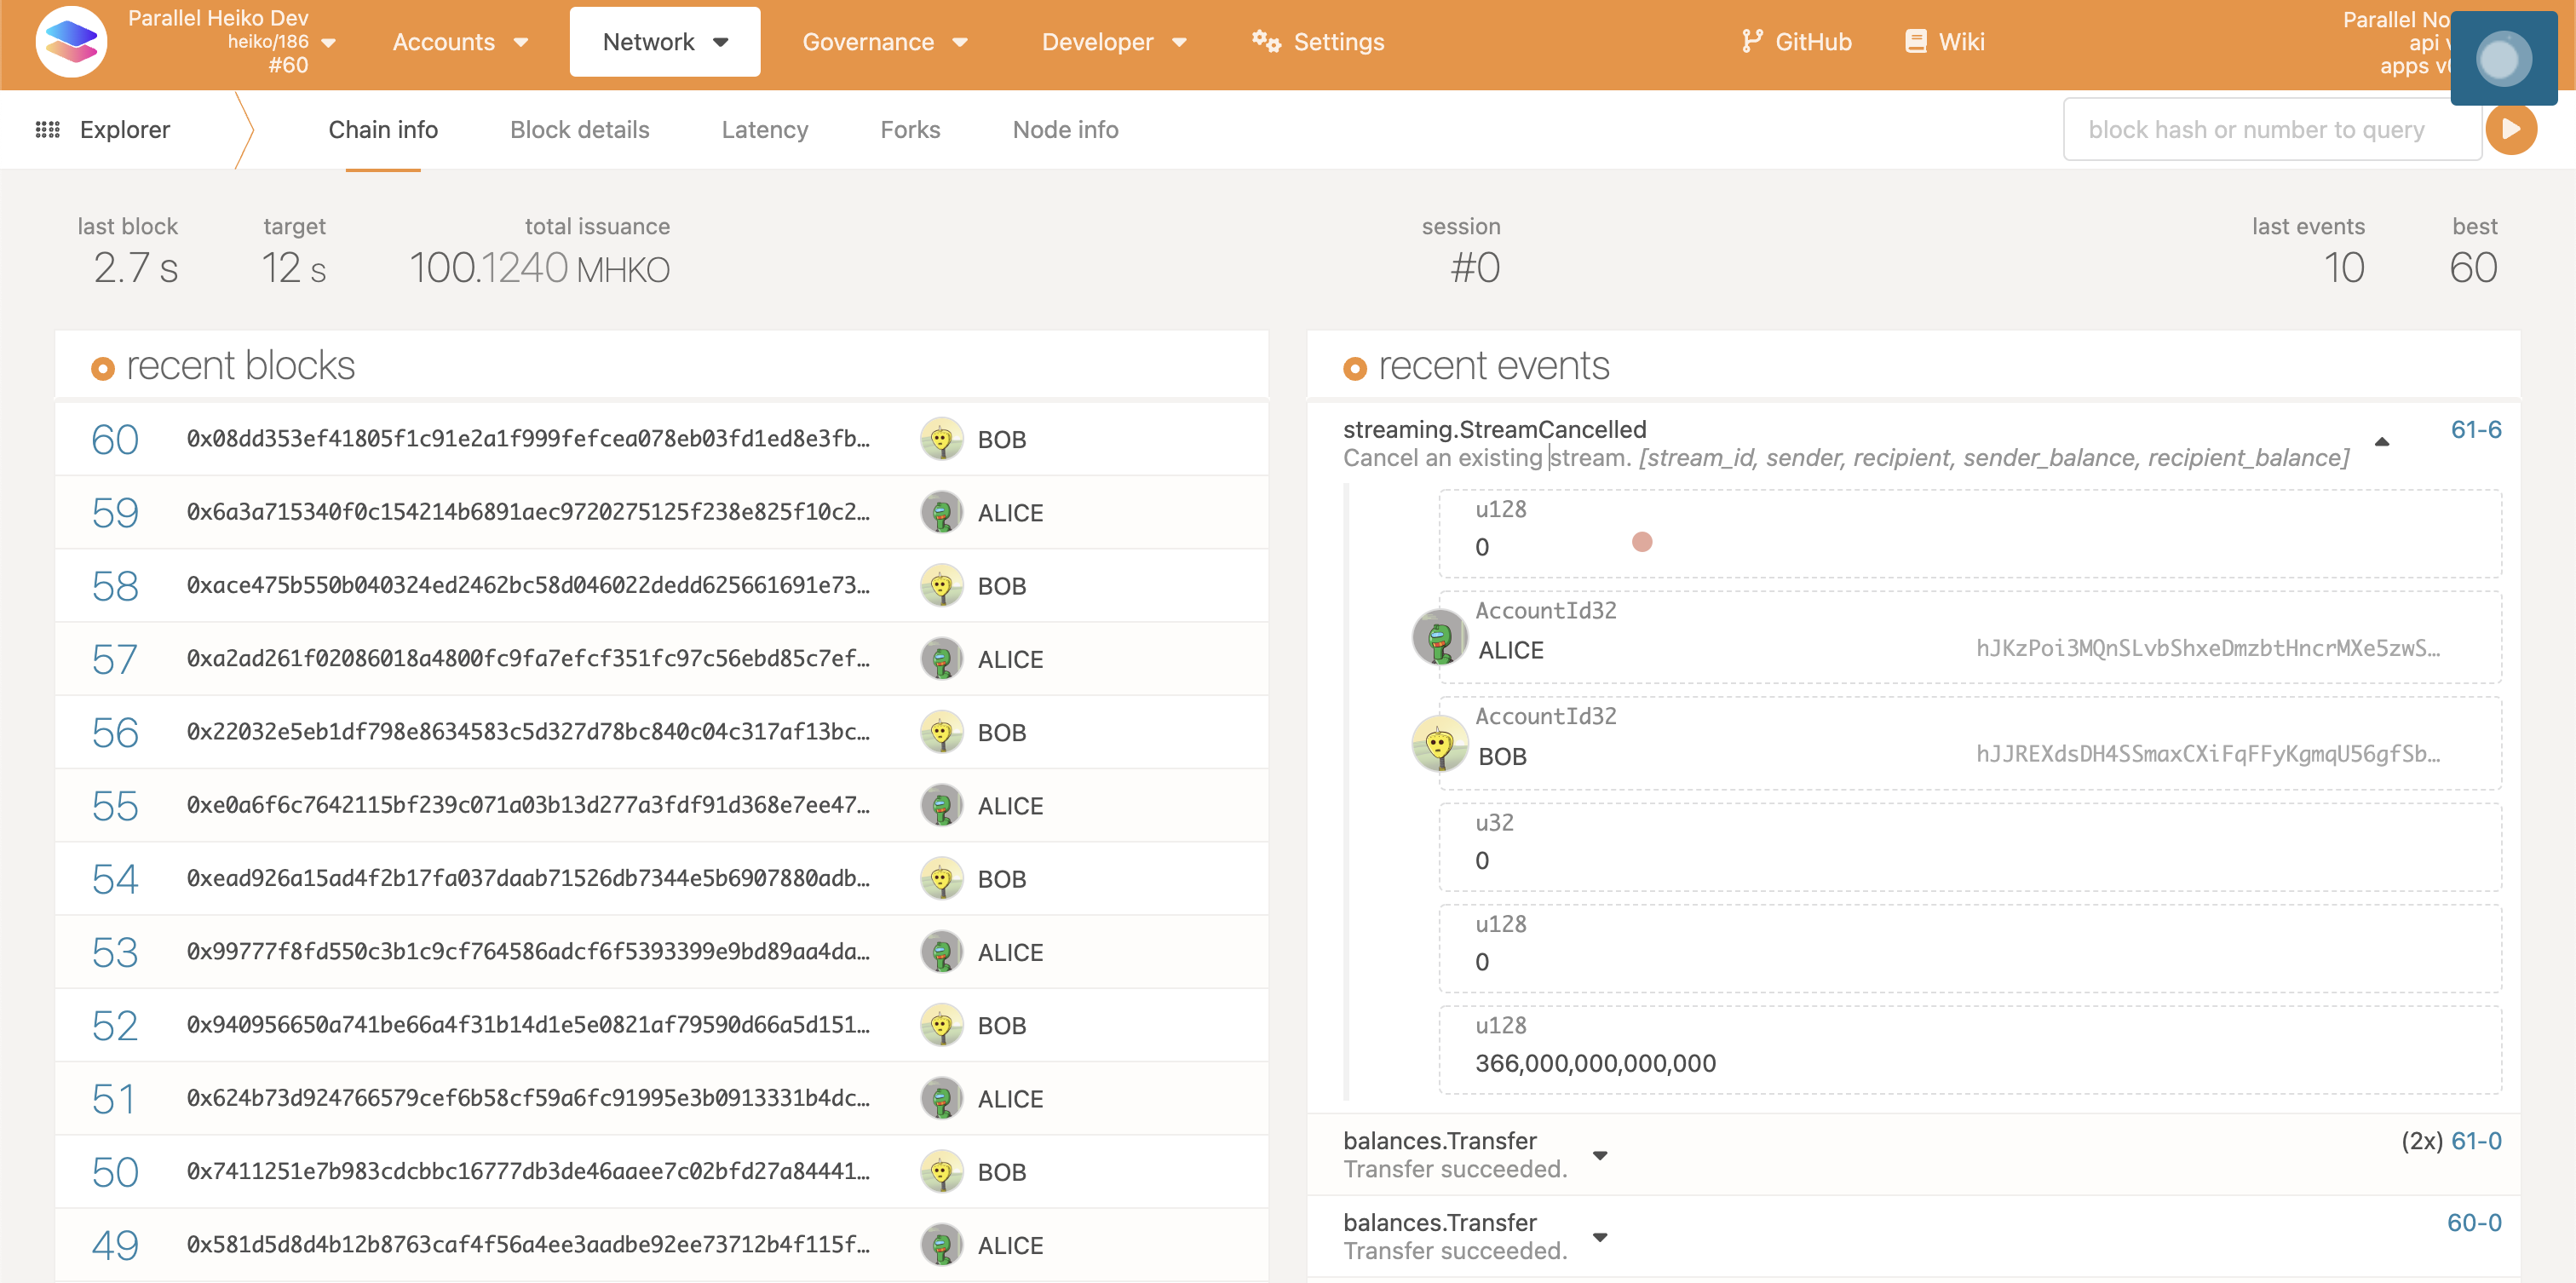 Parallel Heiko Dev
heiko/186
#60
Accounts
Network
Governance
Developer
Settings
GitHub
Wiki
Parallel No
api v
apps v
Explorer
Chain info
Block details
Latency
Forks
Node info
block hash or number to query
last block
2.7 s
target
12 s
total issuance
100.1240 MHKO
session
#0
last events
10
best
60
recent blocks
60 0x08dd353ef41805f1c91e2a1f999fefcea078eb03fd1ed8e3fb… BOB
59 0x6a3a715340f0c154214b6891aec9720275125f238e825f10c2… ALICE
58 0xace475b550b040324ed2462bc58d046022dedd625661691e73… BOB
57 0xa2ad261f02086018a4800fc9fa7efcf351fc97c56ebd85c7ef… ALICE
56 0x22032e5eb1df798e8634583c5d327d78bc840c04c317af13bc… BOB
55 0xe0a6f6c7642115bf239c071a03b13d277a3fdf91d368e7ee47… ALICE
54 0xead926a15ad4f2b17fa037daab71526db7344e5b6907880adb… BOB
53 0x99777f8fd550c3b1c9cf764586adcf6f5393399e9bd89aa4da… ALICE
52 0x940956650a741be66a4f31b14d1e5e0821af79590d66a5d151… BOB
51 0x624b73d924766579cef6b58cf59a6fc91995e3b0913331b4dc… ALICE
50 0x7411251e7b983cdcbbc16777db3de46aaee7c02bfd27a84441… BOB
49 0x581d5d8d4b12b8763caf4f56a4ee3aadbe92ee73712b4f115f… ALICE
recent events
streaming.StreamCancelled 61-6
Cancel an existing stream. [stream_id, sender, recipient, sender_balance, recipient_balance]
u128
0
AccountId32
ALICE hJKzPoi3MQnSLvbShxeDmzbtHncrMXe5zwS…
AccountId32
BOB hJJREXdsDH4SSmaxCXiFqFFyKgmqU56gfSb…
u32
0
u128
0
u128
366,000,000,000,000
balances.Transfer (2x) 61-0
Transfer succeeded.
balances.Transfer 60-0
Transfer succeeded.